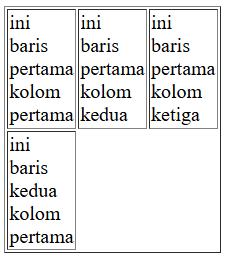 ini
baris
pertama
kolom
pertama
ini
baris
pertama
kolom
kedua
ini
baris
pertama
kolom
ketiga
ini
baris
kedua
kolom
pertama